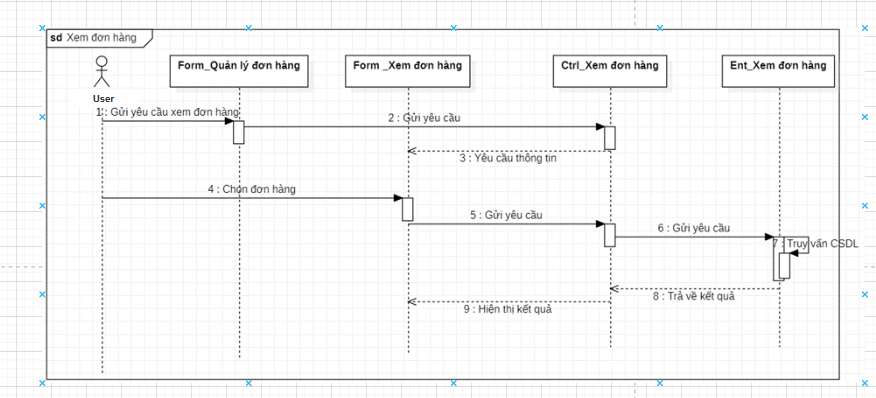 sd Xem đơn hàng
Form_Quản lý đơn hàng
Form _Xem đơn hàng
Ctrl_Xem đơn hàng
Ent_Xem đơn hàng
User
1 : Gửi yêu cầu xem đơn hàng
2 : Gửi yêu cầu
3 : Yêu cầu thông tin
4 : Chọn đơn hàng
5 : Gửi yêu cầu
6 : Gửi yêu cầu
7 : Truy vấn CSDL
8 : Trả về kết quả
9 : Hiện thị kết quả